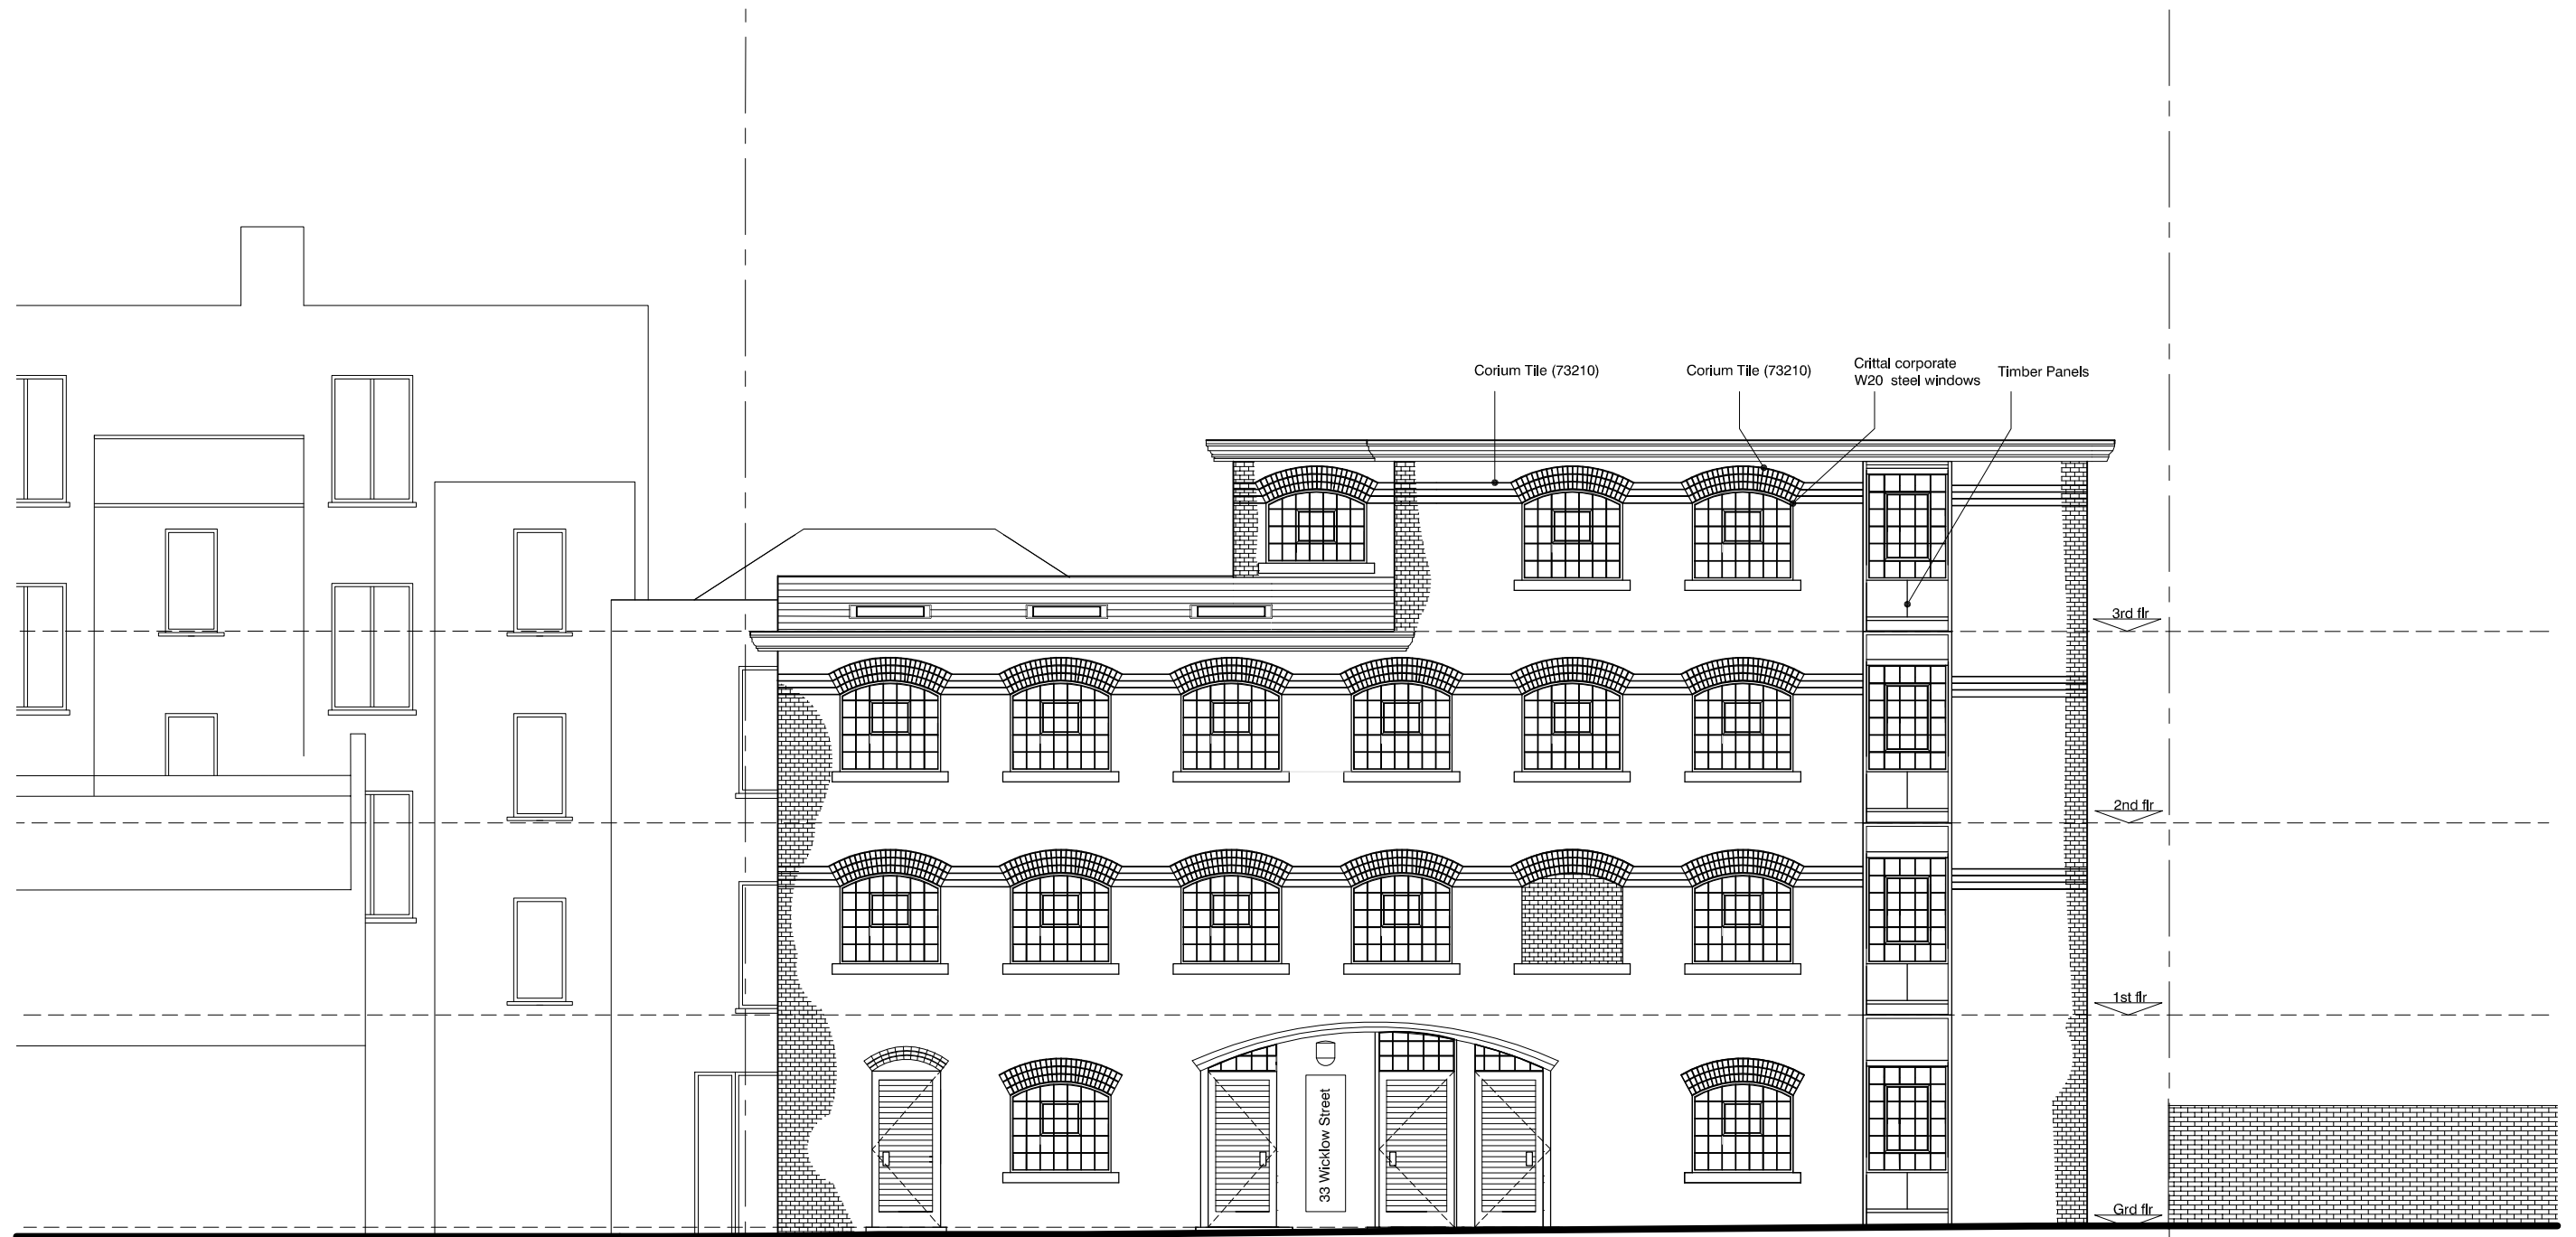 Corium Tile (73210)
Corium Tile (73210)
Crittal corporate
W20 steel windows
Timber Panels
3rd flr
2nd flr
1st flr
33 Wicklow Street
Grd flr